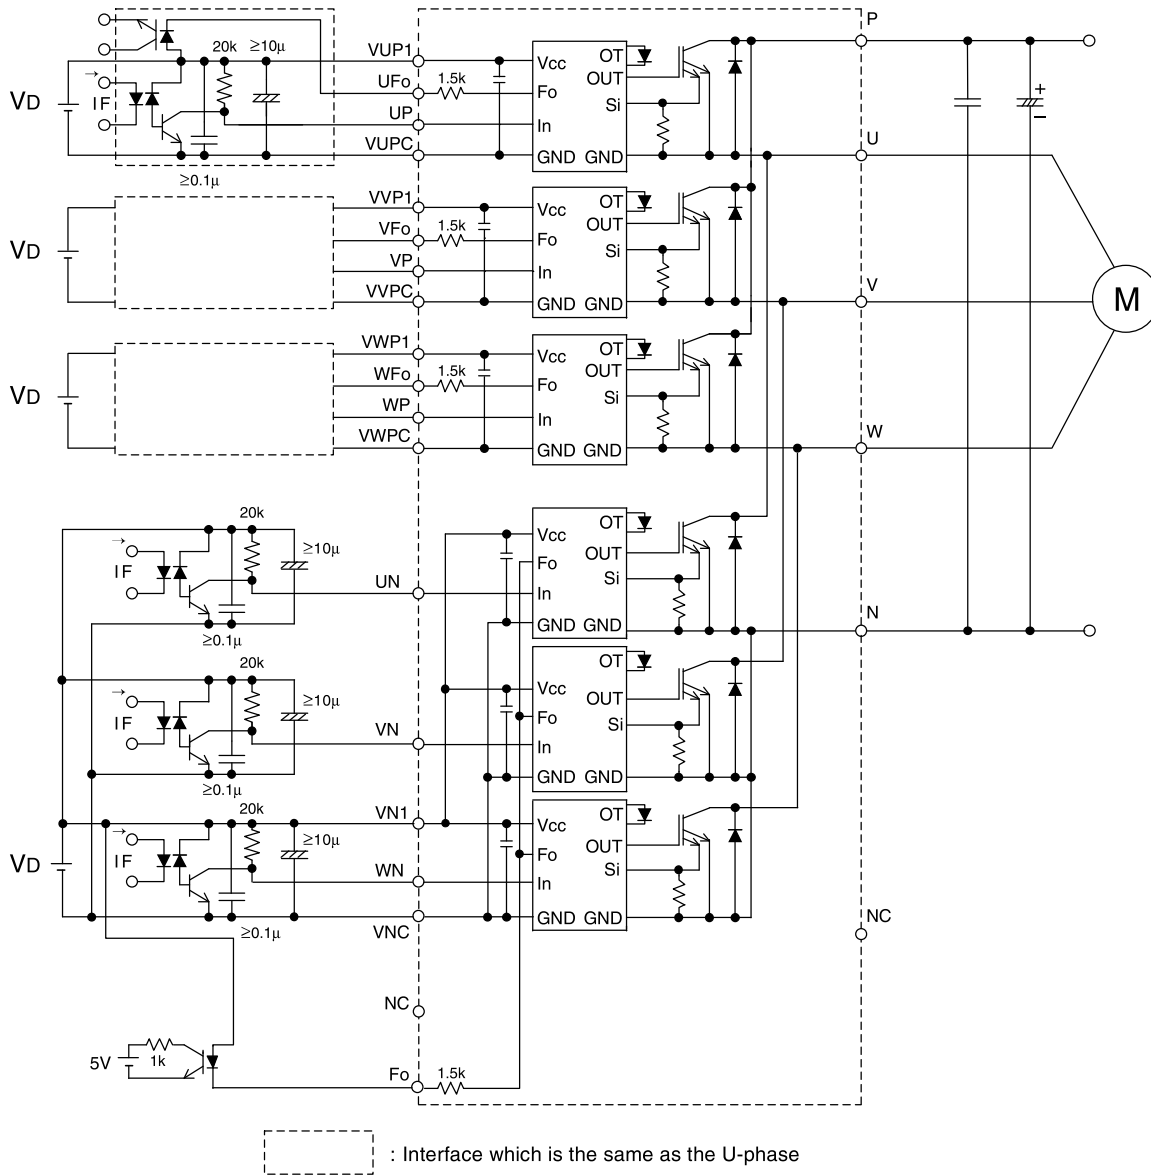 P
20k ≥10μ VUP1
1.5k
UFo
UP
VUPC
VD
→
IF
≥0.1μ
Vcc OT
Fo OUT
Si
In
GND GND
+
−
U
VVP1
1.5k
VFo
VP
VVPC
VD
Vcc OT
Fo OUT
Si
In
GND GND
V
M
VWP1
1.5k
WFo
WP
VWPC
VD
Vcc OT
Fo OUT
Si
In
GND GND
W
20k
≥10μ
→
IF
≥0.1μ
UN
Vcc OT
Fo OUT
Si
In
GND GND
N
20k
≥10μ
→
IF
≥0.1μ
VN
Vcc OT
Fo OUT
Si
In
GND GND
20k
≥10μ
→
IF
VD
≥0.1μ
VN1
WN
VNC
Vcc OT
Fo OUT
Si
In
GND GND
NC
NC
5V
1k
Fo
1.5k
: Interface which is the same as the U-phase